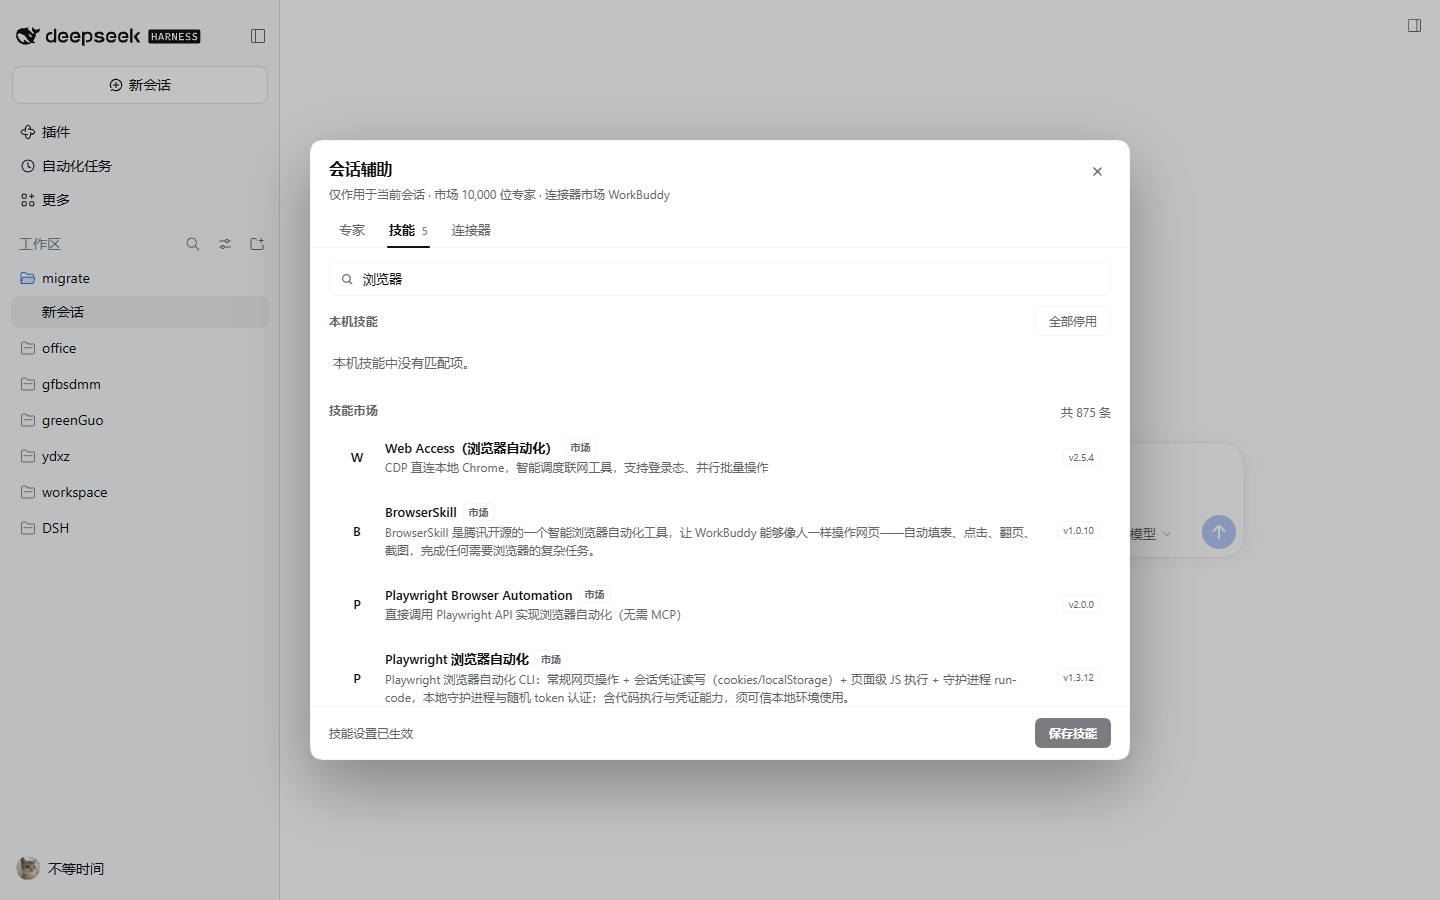 deepseek HARNESS
新会话
插件
自动化任务
更多
工作区
migrate
新会话
office
gfbsdmm
greenGuo
ydxz
workspace
DSH
不等时间
会话辅助
仅作用于当前会话 · 市场 10,000 位专家 · 连接器市场 WorkBuddy
专家
技能 5
连接器
浏览器
本机技能
全部停用
本机技能中没有匹配项。
技能市场
共 875 条
W
Web Access（浏览器自动化） 市场
CDP 直连本地 Chrome，智能调度联网工具，支持登录态、并行批量操作
v2.5.4
B
BrowserSkill 市场
BrowserSkill 是腾讯开源的一个智能浏览器自动化工具，让 WorkBuddy 能够像人一样操作网页——自动填表、点击、翻页、
截图，完成任何需要浏览器的复杂任务。
v1.0.10
P
Playwright Browser Automation 市场
直接调用 Playwright API 实现浏览器自动化（无需 MCP）
v2.0.0
P
Playwright 浏览器自动化 市场
Playwright 浏览器自动化 CLI：常规网页操作 + 会话凭证读写（cookies/localStorage）+ 页面级 JS 执行 + 守护进程 run-
code，本地守护进程与随机 token 认证；含代码执行与凭证能力，须可信本地环境使用。
v1.3.12
技能设置已生效
保存技能
模型